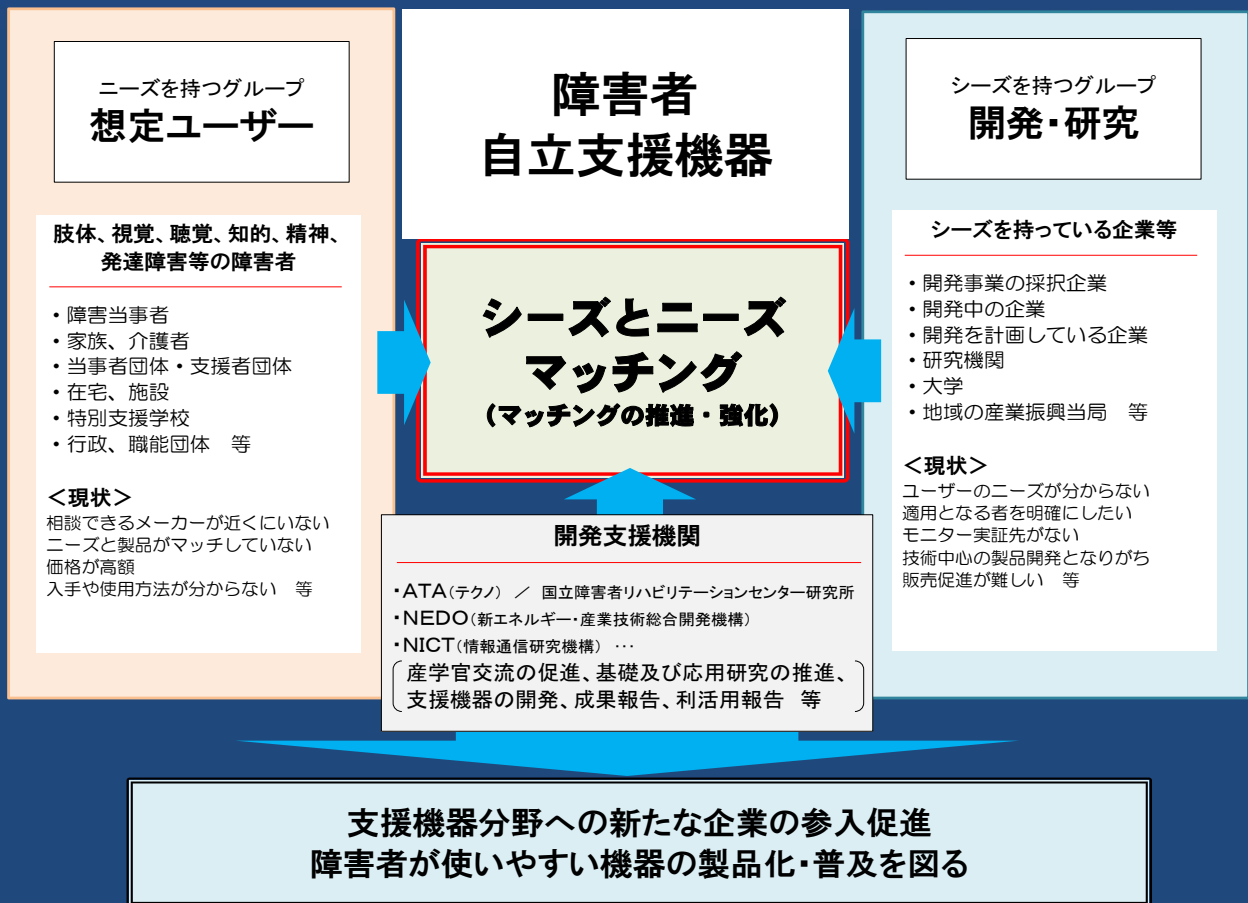 ニーズを持つグループ
想定ユーザー
肢体、視覚、聴覚、知的、精神、
発達障害等の障害者
・障害当事者
・家族、介護者
・当事者団体・支援者団体
・在宅、施設
・特別支援学校
・行政、職能団体　等
＜現状＞
相談できるメーカーが近くにいない
ニーズと製品がマッチしていない
価格が高額
入手や使用方法が分からない　等
障害者
自立支援機器
シーズとニーズ
マッチング
（マッチングの推進・強化）
シーズを持つグループ
開発・研究
シーズを持っている企業等
・開発事業の採択企業
・開発中の企業
・開発を計画している企業
・研究機関
・大学
・地域の産業振興当局　等
＜現状＞
ユーザーのニーズが分からない
適用となる者を明確にしたい
モニター実証先がない
技術中心の製品開発となりがち
販売促進が難しい　等
開発支援機関
・ATA（テクノ）　／　国立障害者リハビリテーションセンター研究所
・NEDO（新エネルギー・産業技術総合開発機構）
・NICT（情報通信研究機構）　…
産学官交流の促進、基礎及び応用研究の推進、
支援機器の開発、成果報告、利活用報告　等
支援機器分野への新たな企業の参入促進
障害者が使いやすい機器の製品化・普及を図る